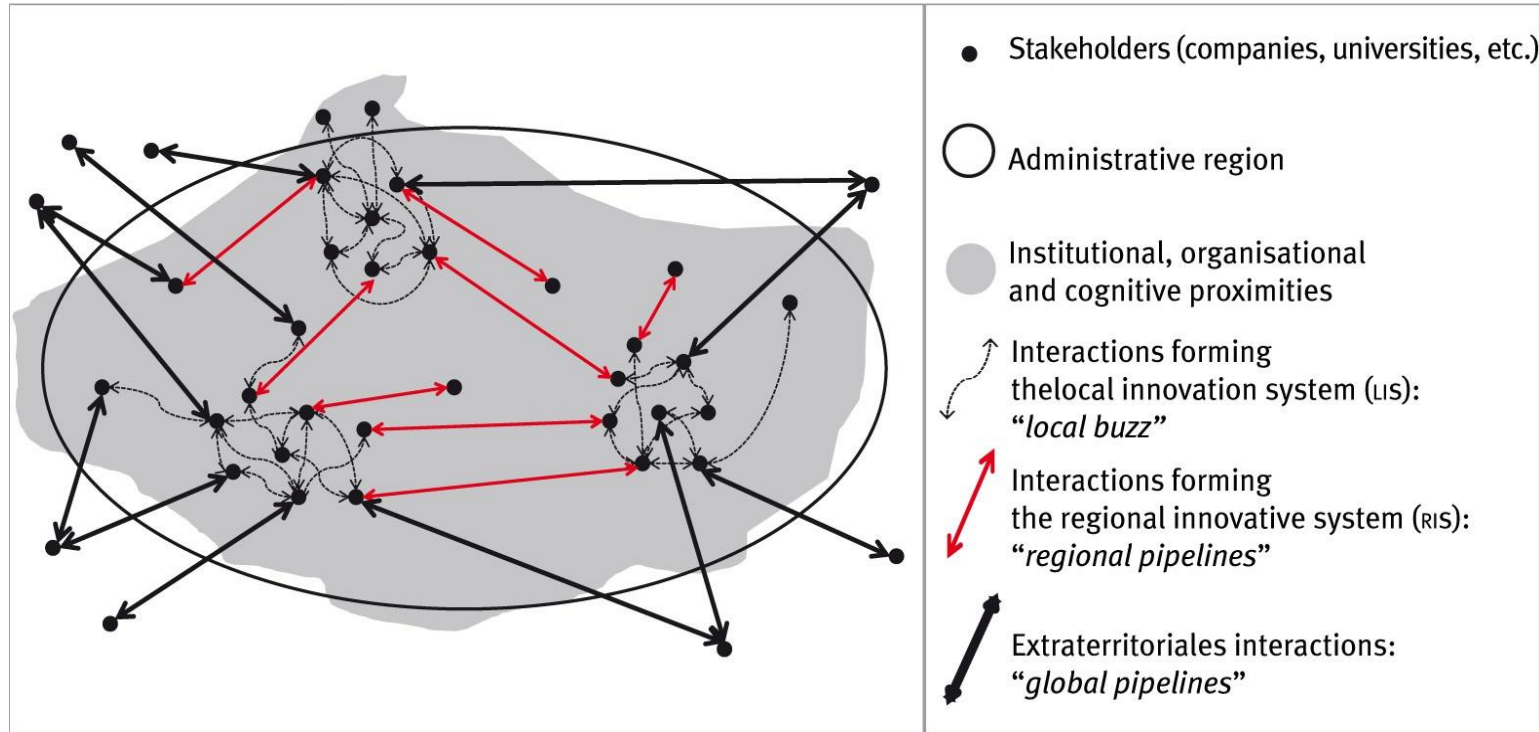 Stakeholders (companies, universities, etc.)
Administrative region
Institutional, organisational
and cognitive proximities
Interactions forming
thelocal innovation system (LIS):
“local buzz”
Interactions forming
the regional innovative system (RIS):
“regional pipelines”
Extraterritoriales interactions:
“global pipelines”